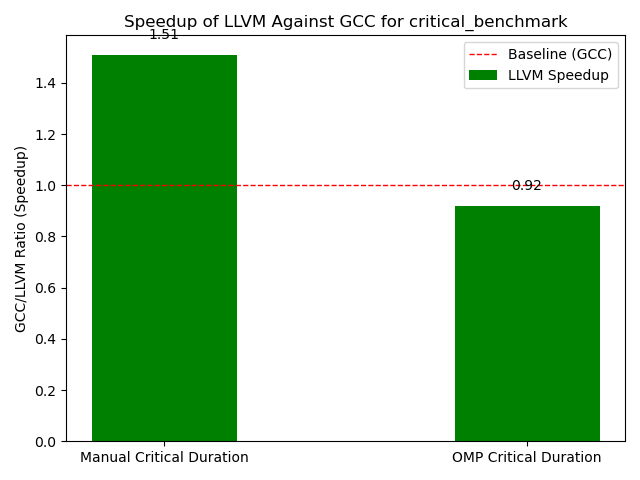 Speedup of LLVM Against GCC for critical_benchmark
1.51
Baseline (GCC)
LLVM Speedup
1.4
1.2
1.0
0.92
0.8
0.6
0.4
0.2
0.0
GCC/LLVM Ratio (Speedup)
Manual Critical Duration
OMP Critical Duration